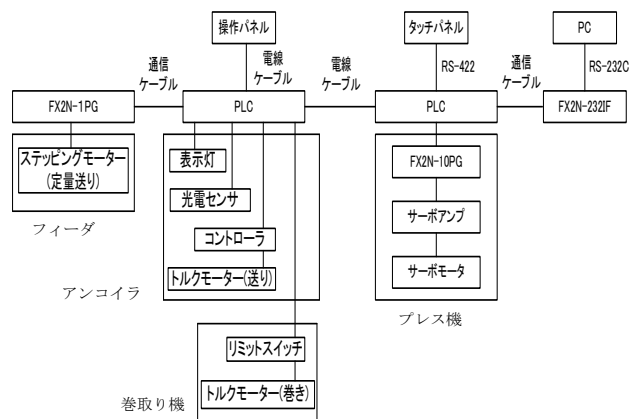 操作パネル
タッチパネル
PC
通信
ケーブル
電線
ケーブル
電線
ケーブル
RS-422
通信
ケーブル
RS-232C
FX2N-1PG
PLC
PLC
FX2N-232IF
ステッピングモーター
(定量送り)
フィーダ
表示灯
光電センサ
コントローラ
トルクモーター(送り)
アンコイラ
FX2N-10PG
サーボアンプ
サーボモータ
プレス機
リミットスイッチ
トルクモーター(巻き)
巻取り機